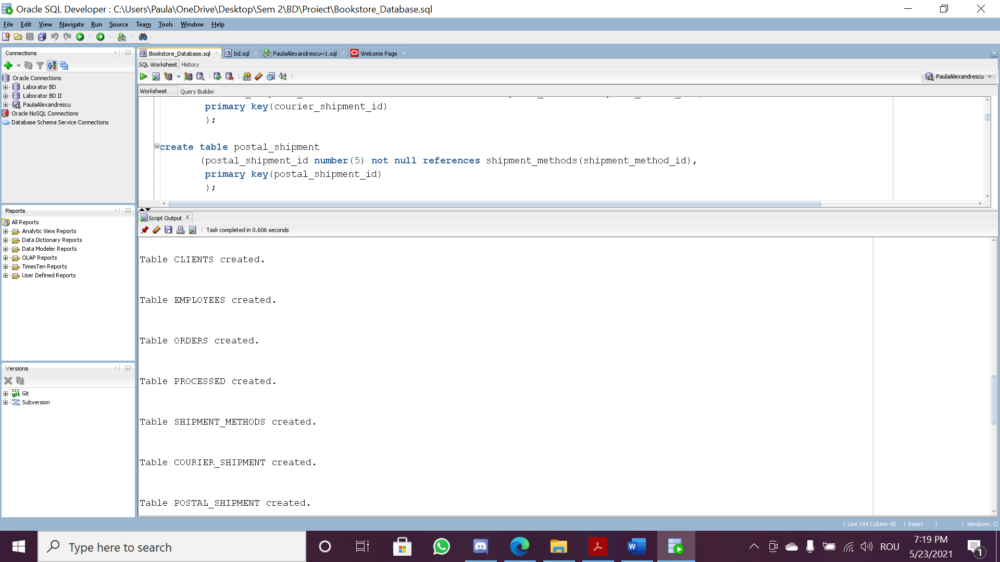 Oracle SQL Developer : C:\Users\Paula\OneDrive\Desktop\Sem 2\BD\Proiect\Bookstore_Database.sql
File Edit View Navigate Run Source Team Tools Window Help
Connections
Oracle Connections
Laborator BD
Laborator BD II
PaulaAlexandrescu
Oracle NoSQL Connections
Database Schema Service Connections
Reports
All Reports
Analytic View Reports
Data Dictionary Reports
Data Modeler Reports
OLAP Reports
TimesTen Reports
User Defined Reports
Versions
Git
Subversion
Bookstore_Database.sql bd.sql PaulaAlexandrescu~1.sql Welcome Page
SQL Worksheet History
PaulaAlexandrescu
Worksheet Query Builder
primary key(courier_shipment_id)
);
create table postal_shipment
(postal_shipment_id number(5) not null references shipment_methods(shipment_method_id),
primary key(postal_shipment_id)
);
Script Output
Task completed in 0.606 seconds
Table CLIENTS created.
Table EMPLOYEES created.
Table ORDERS created.
Table PROCESSED created.
Table SHIPMENT_METHODS created.
Table COURIER_SHIPMENT created.
Table POSTAL_SHIPMENT created.
Line 144 Column 40 Insert Windows: Cl
Type here to search
ROU
7:19 PM
5/23/2021
1